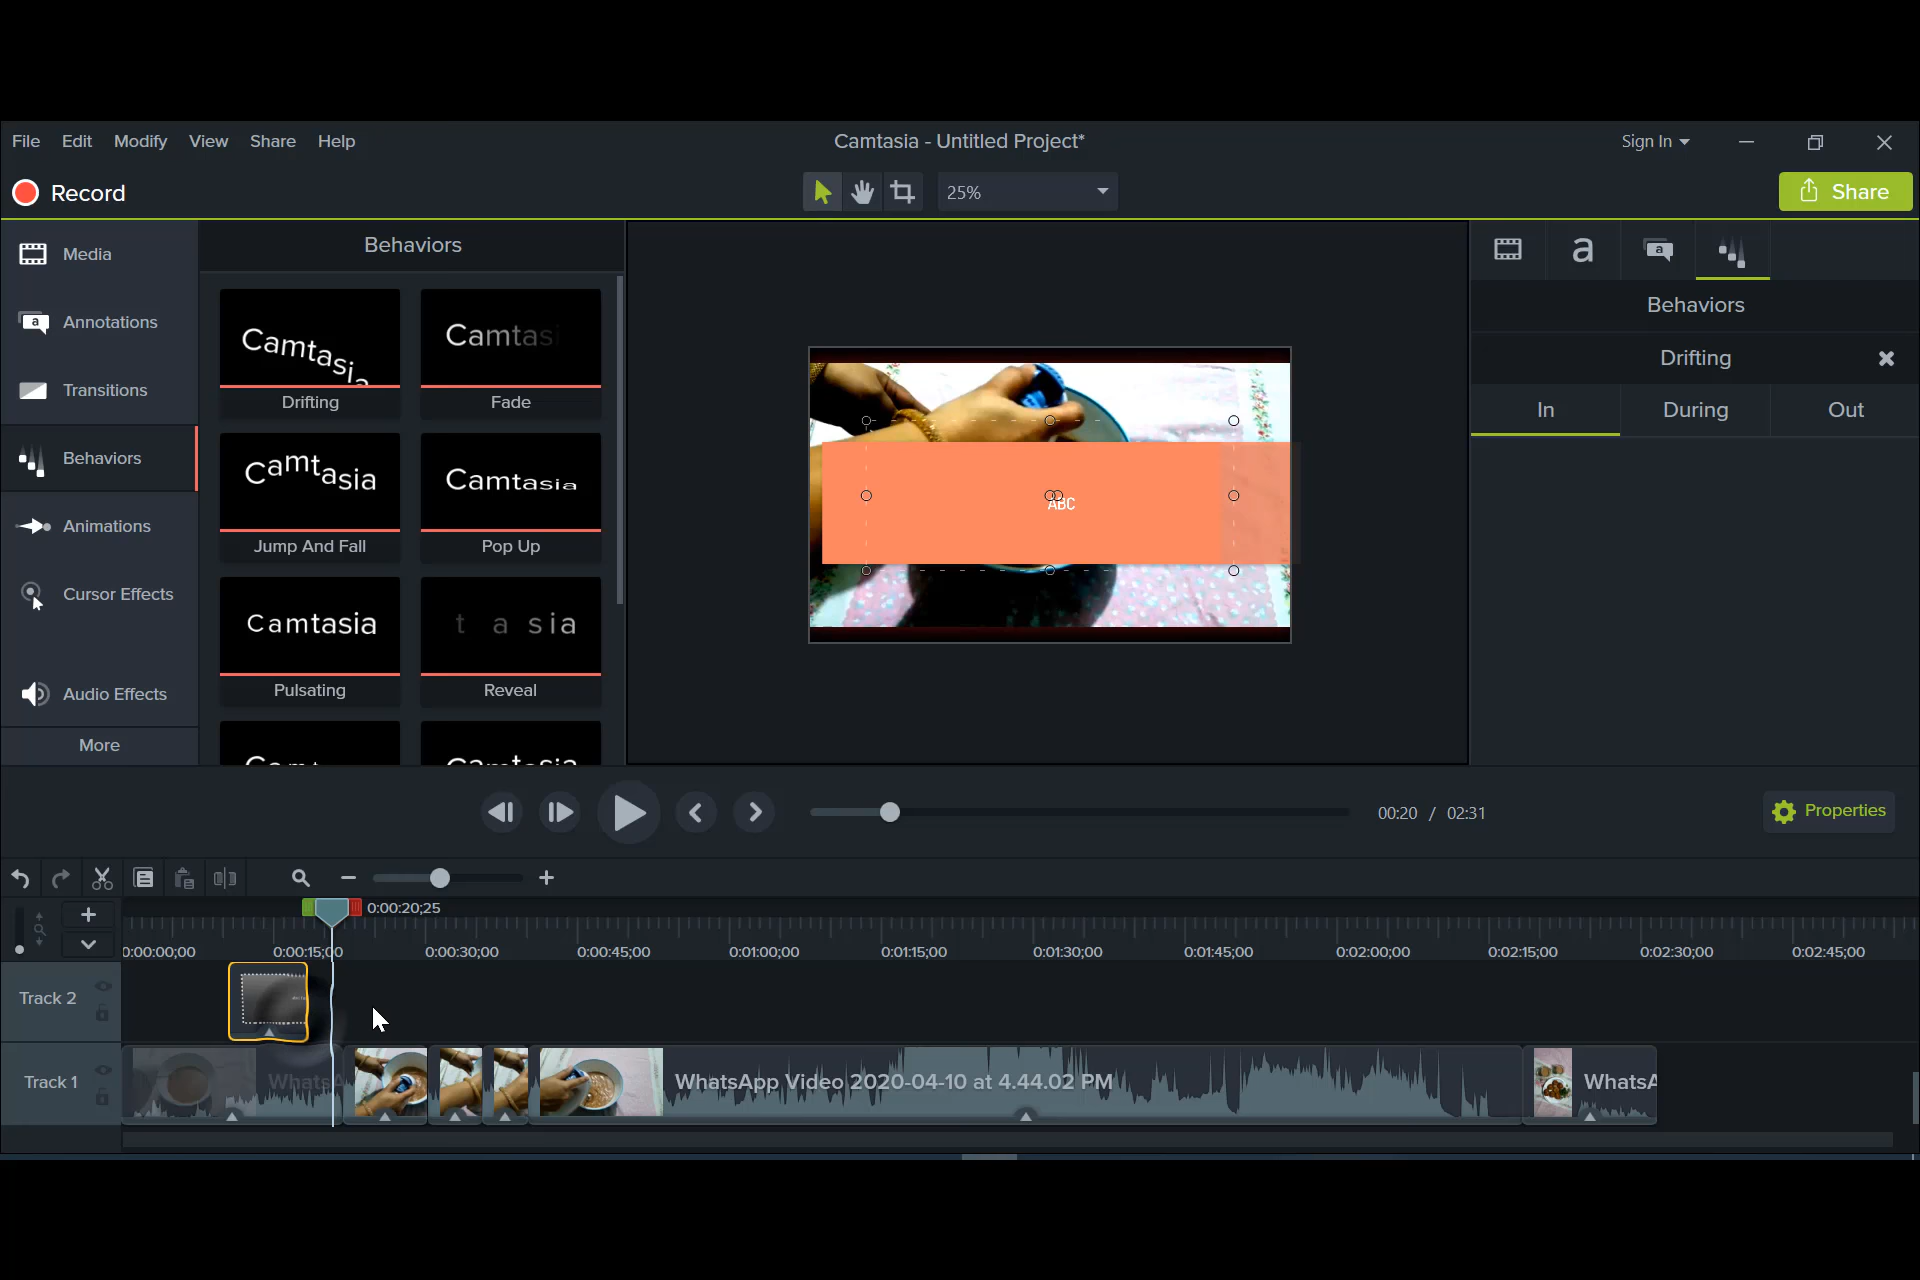 File Edit Modify View Share Help
Camtasia - Untitled Project*
Sign In
Record
25%
Share
Media
Annotations
Transitions
Behaviors
Animations
Cursor Effects
Audio Effects
More
Behaviors
Camtasia
Camtasi
Drifting
Fade
Camtasia
Camtasia
Jump And Fall
Pop Up
Camtasia
t a sia
Pulsating
Reveal
Camtasia
ABC
a
a
Behaviors
Drifting
In
During
Out
00:20 / 02:31
Properties
0:00:20;25
0:00:00;00
0:00:15;00
0:00:30;00
0:00:45;00
0:01:00;00
0:01:15;00
0:01:30;00
0:01:45;00
0:02:00;00
0:02:15;00
0:02:30;00
0:02:45;00
Track 2
Track 1
WhatsA
WhatsApp Video 2020-04-10 at 4.44.02 PM
WhatsA